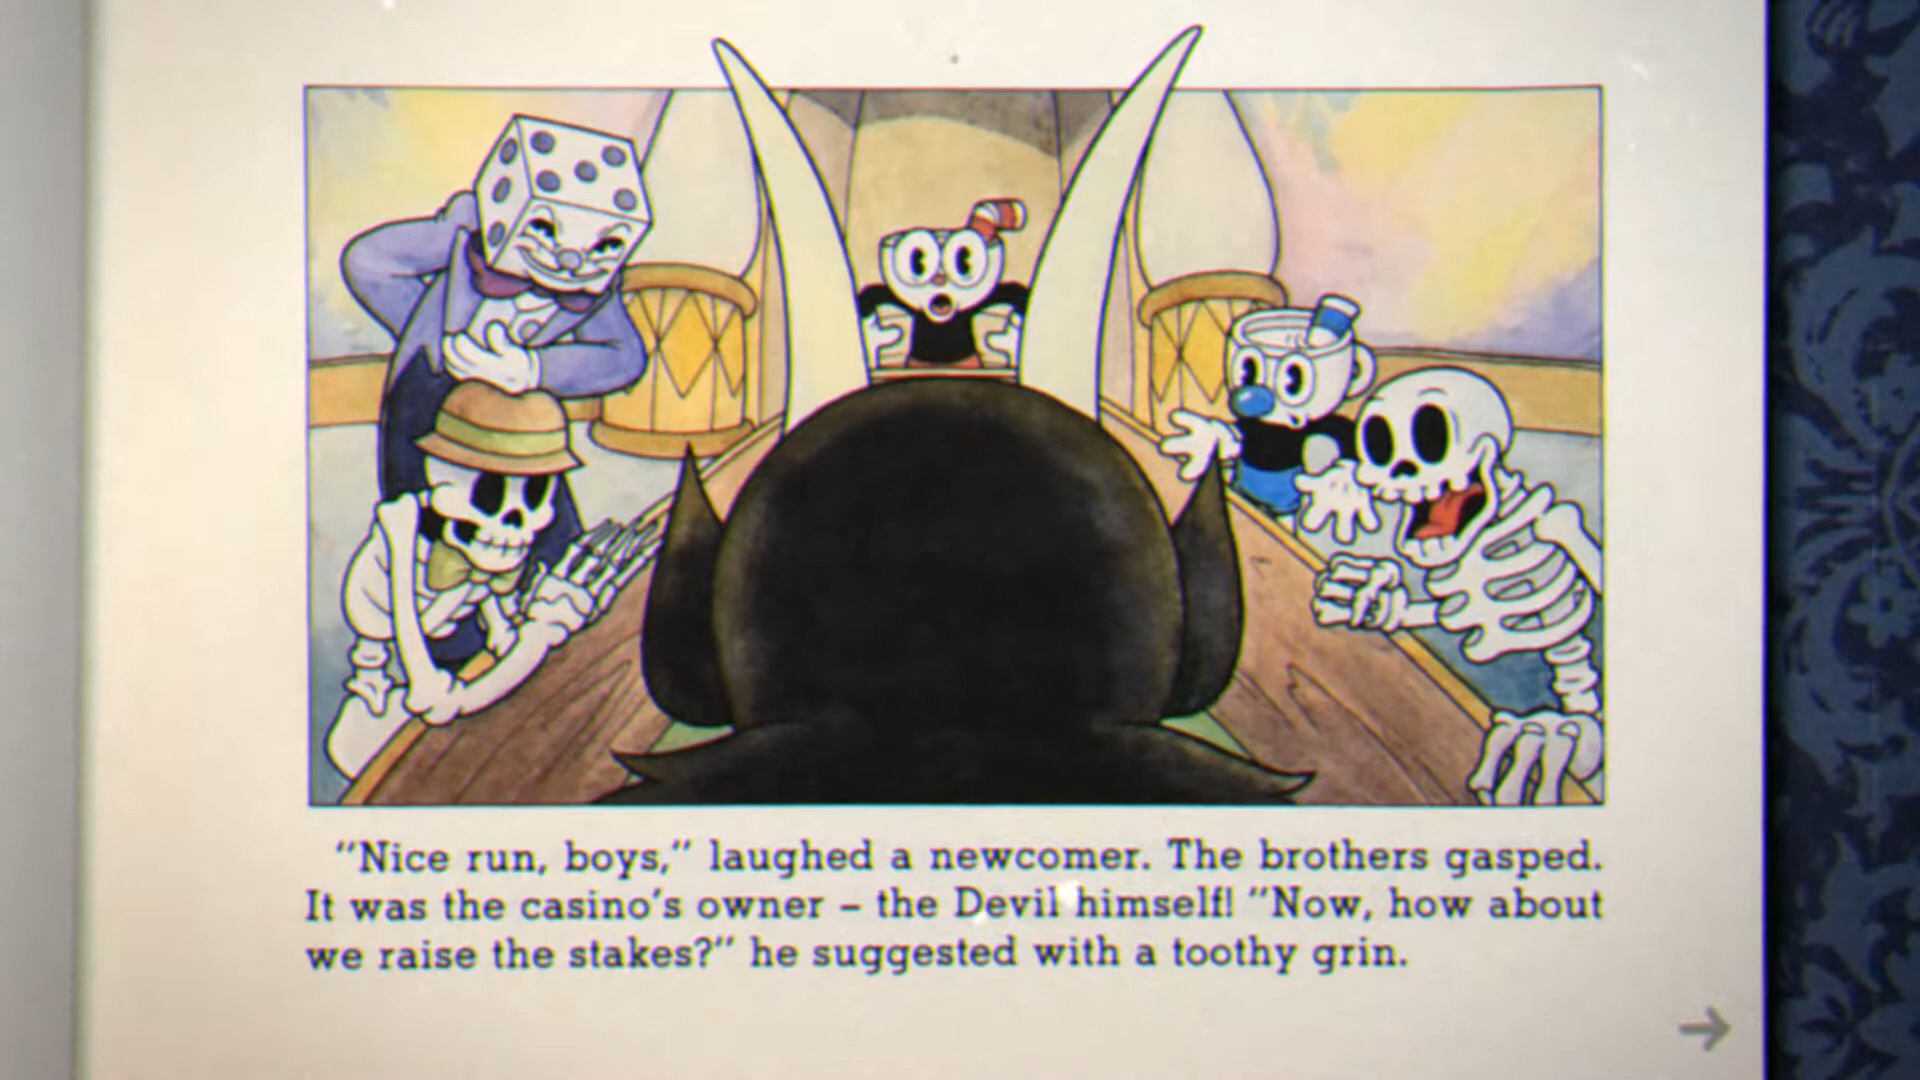 “Nice run, boys,” laughed a newcomer. The brothers gasped.
It was the casino’s owner – the Devil himself! “Now, how about
we raise the stakes?” he suggested with a toothy grin.